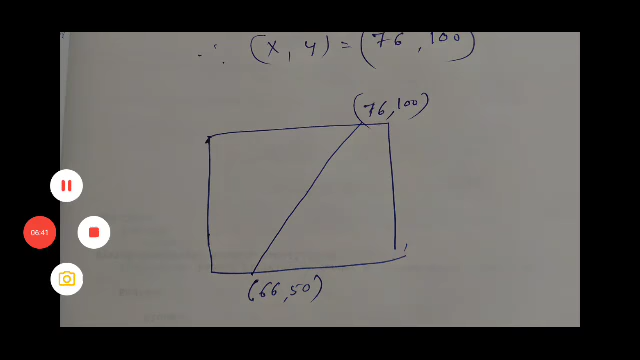 ∴ (x, y) = (76, 100)
(76, 100)
06:41
(66, 50)